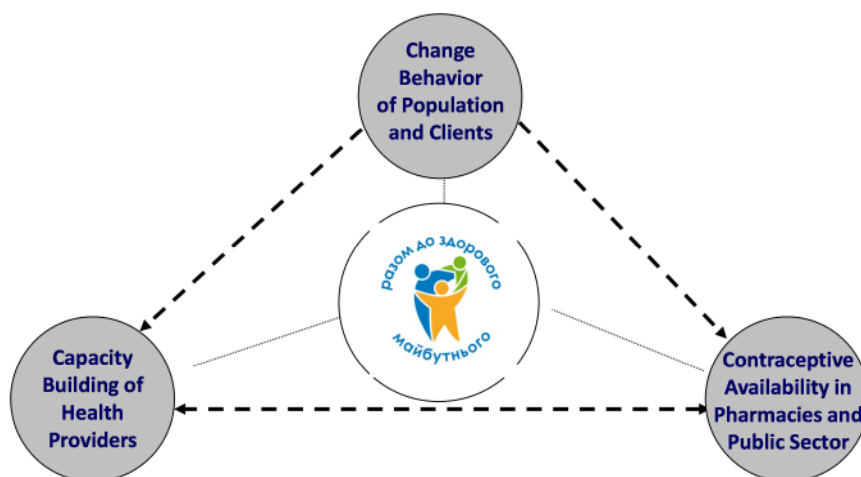 Change
Behavior
of Population
and Clients
разом до здорового
майбутнього
Capacity
Building of
Health
Providers
Contraceptive
Availability in
Pharmacies and
Public Sector